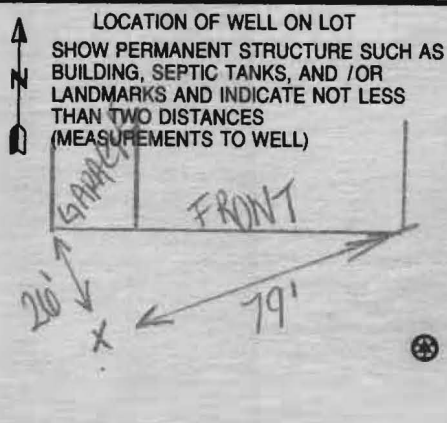 LOCATION OF WELL ON LOT
SHOW PERMANENT STRUCTURE SUCH AS
BUILDING, SEPTIC TANKS, AND / OR
LANDMARKS AND INDICATE NOT LESS
THAN TWO DISTANCES
(MEASUREMENTS TO WELL)
N
GARAGE
FRONT
26'
79'
X